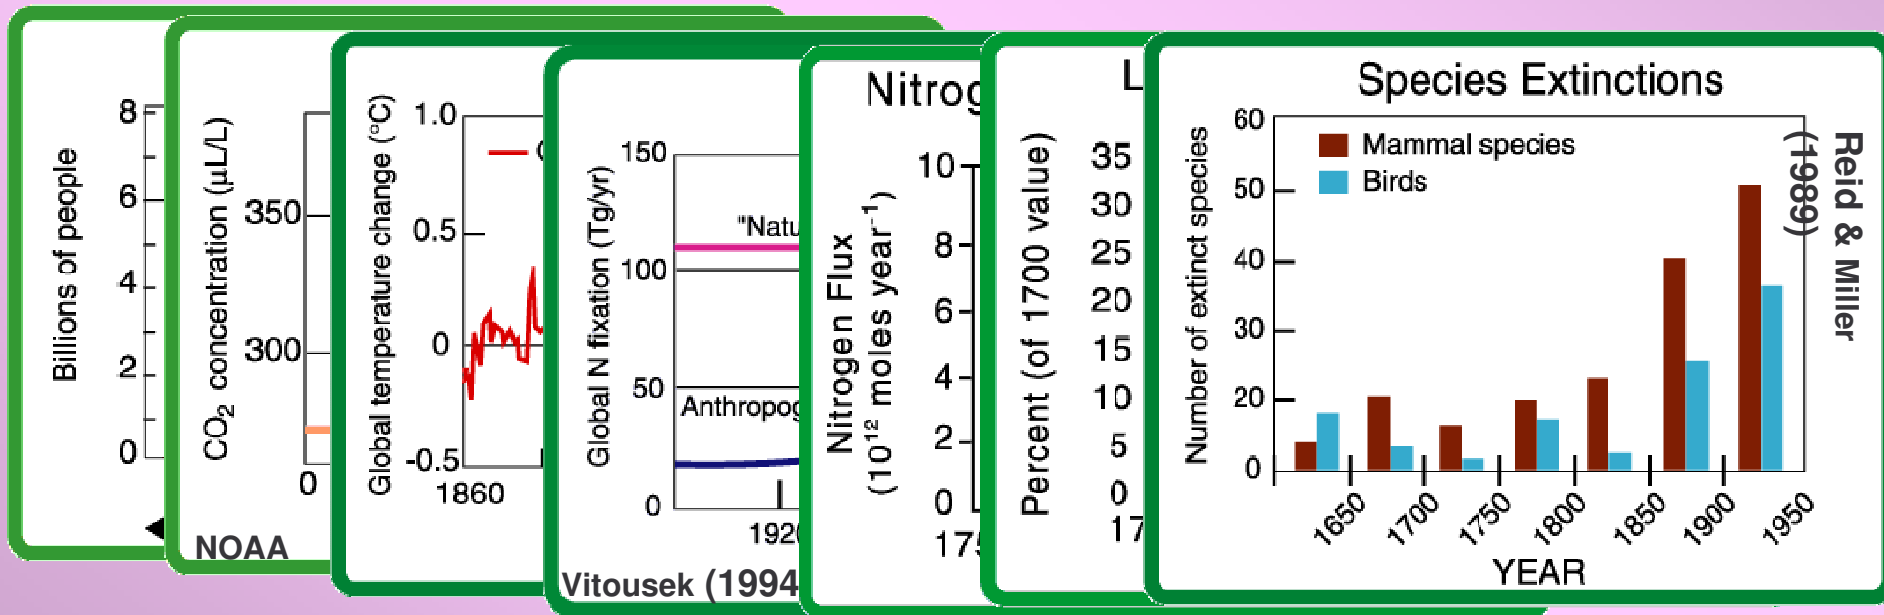 Billions of people
8
6
4
2
0
CO2 concentration (µL/L)
350
300
0
NOAA
Global temperature change (°C)
1.0
0.5
0
-0.5
1860
Global N fixation (Tg/yr)
150
100
50
0
"Natu
Anthropog
192
Vitousek (1994
Nitrog
Nitrogen Flux
(10¹² moles year⁻¹)
10
8
6
4
2
0
175
L
Percent (of 1700 value)
35
30
25
20
15
10
5
0
17
Species Extinctions
Number of extinct species
60
50
40
30
20
0
Mammal species
Birds
1650
1700
1750
1800
1850
1900
1950
YEAR
Reid & Miller
(1989)